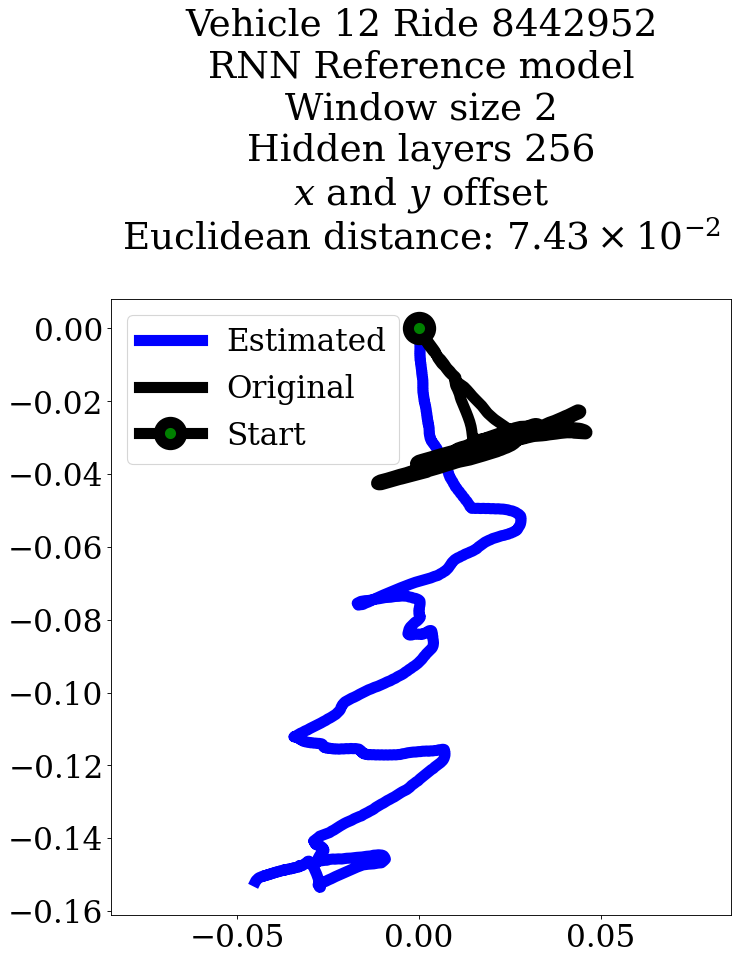 Vehicle 12 Ride 8442952
RNN Reference model
Window size 2
Hidden layers 256
x and y offset
Euclidean distance: 7.43 × 10⁻²
Estimated
Original
Start
0.00
−0.02
−0.04
−0.06
−0.08
−0.10
−0.12
−0.14
−0.16
−0.05 0.00 0.05